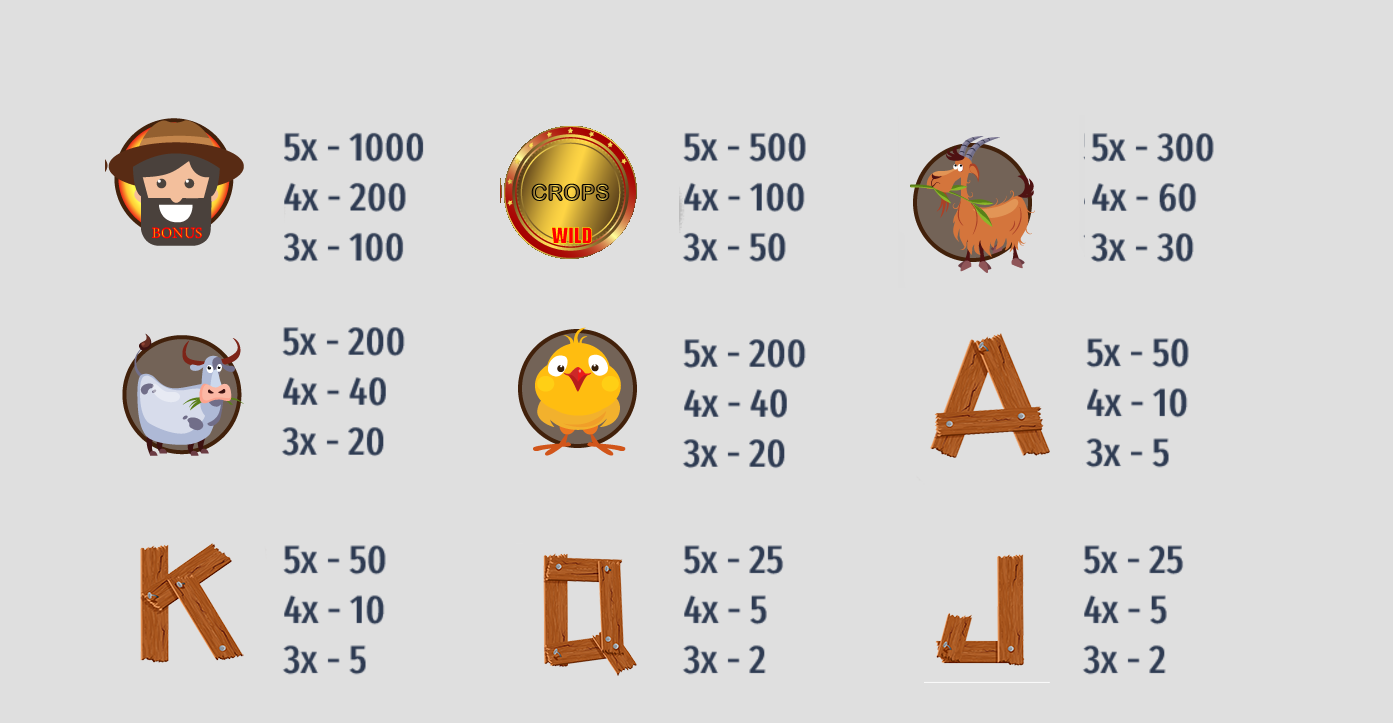 BONUS
5x - 1000
4x - 200
3x - 100
CROPS
WILD
5x - 500
4x - 100
3x - 50
5x - 300
4x - 60
3x - 30
5x - 200
4x - 40
3x - 20
5x - 200
4x - 40
3x - 20
A
5x - 50
4x - 10
3x - 5
K
5x - 50
4x - 10
3x - 5
Q
5x - 25
4x - 5
3x - 2
J
5x - 25
4x - 5
3x - 2